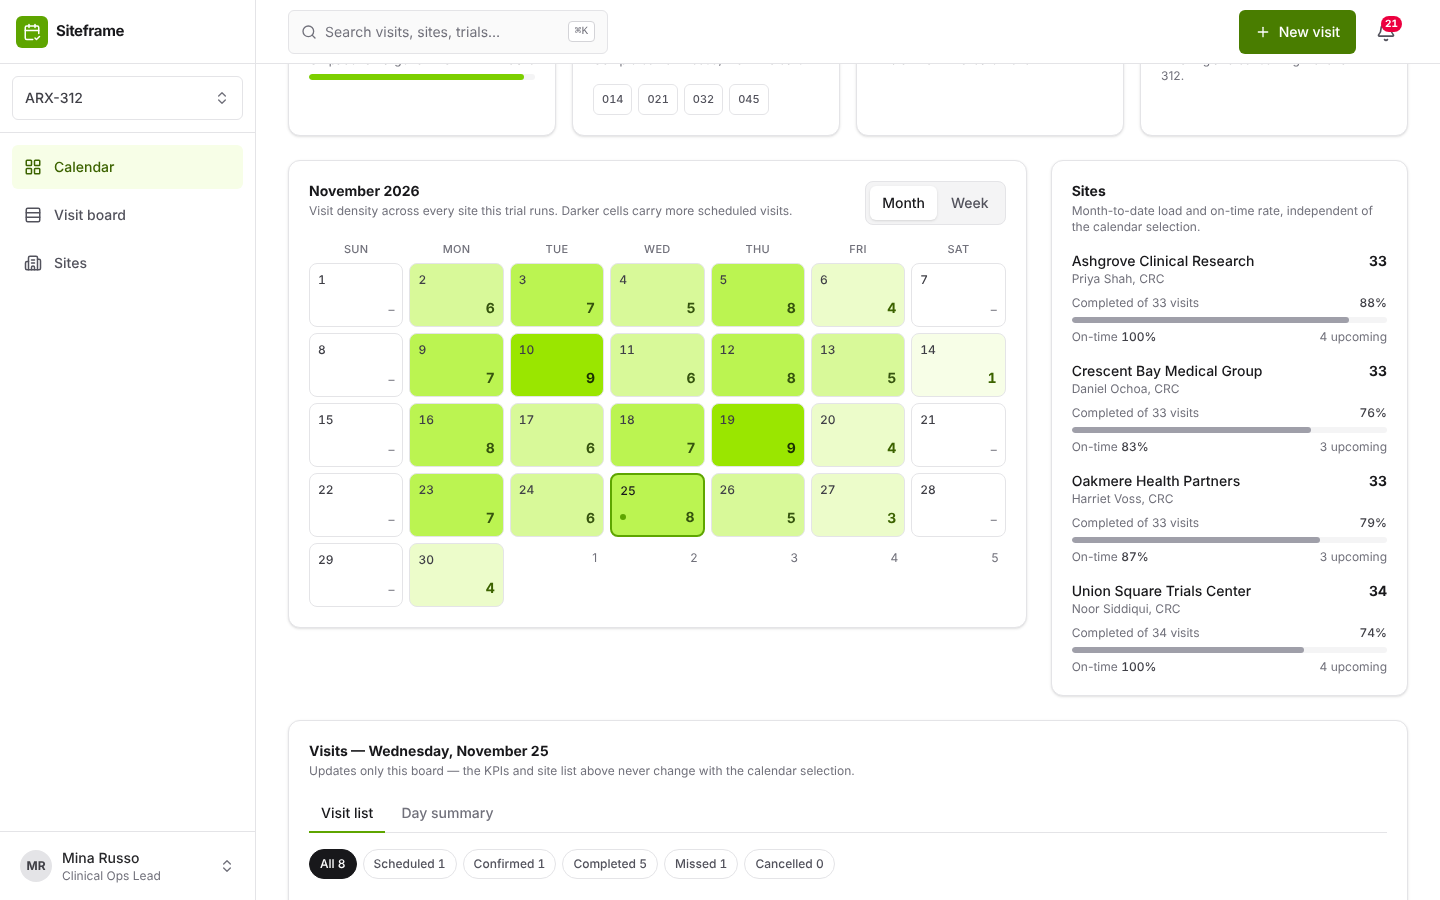 Siteframe
Search visits, sites, trials...
⌘K
New visit
21
ARX-312
Calendar
Visit board
Sites
MR
Mina Russo
Clinical Ops Lead
014
021
032
045
312.
November 2026
Visit density across every site this trial runs. Darker cells carry more scheduled visits.
Month
Week
SUN MON TUE WED THU FRI SAT
1 2 3 4 5 6 7
– 6 7 5 8 4 –
8 9 10 11 12 13 14
– 7 9 6 8 5 1
15 16 17 18 19 20 21
– 8 6 7 9 4 –
22 23 24 25 26 27 28
– 7 6 8 5 3 –
29 30 1 2 3 4 5
– 4
Sites
Month-to-date load and on-time rate, independent of
the calendar selection.
Ashgrove Clinical Research 33
Priya Shah, CRC
Completed of 33 visits 88%
On-time 100% 4 upcoming
Crescent Bay Medical Group 33
Daniel Ochoa, CRC
Completed of 33 visits 76%
On-time 83% 3 upcoming
Oakmere Health Partners 33
Harriet Voss, CRC
Completed of 33 visits 79%
On-time 87% 3 upcoming
Union Square Trials Center 34
Noor Siddiqui, CRC
Completed of 34 visits 74%
On-time 100% 4 upcoming
Visits — Wednesday, November 25
Updates only this board — the KPIs and site list above never change with the calendar selection.
Visit list
Day summary
All 8
Scheduled 1
Confirmed 1
Completed 5
Missed 1
Cancelled 0